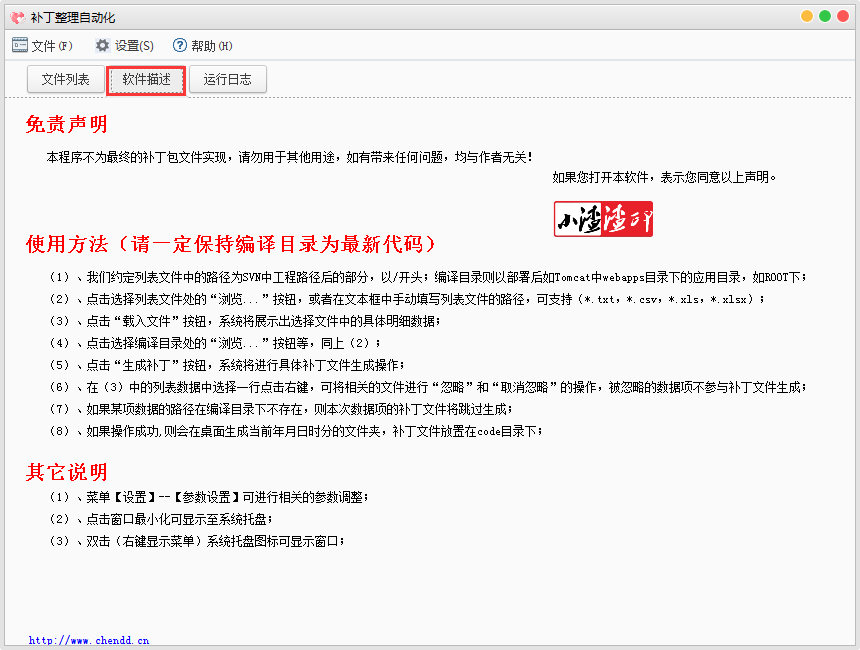 补丁整理自动化
文件(F) 设置(S) 帮助(H)
文件列表 软件描述 运行日志
免责声明
本程序不为最终的补丁包文件实现，请勿用于其他用途，如有带来任何问题，均与作者无关！
如果您打开本软件，表示您同意以上声明。
小渣渣印
使用方法（请一定保持编译目录为最新代码）
（1）、我们约定列表文件中的路径为SVN中工程路径后的部分，以/开头；编译目录则以部署后如Tomcat中webapps目录下的应用目录，如ROOT下；
（2）、点击选择列表文件处的“浏览...”按钮，或者在文本框中手动填写列表文件的路径，可支持（*.txt，*.csv，*.xls，*.xlsx）；
（3）、点击“载入文件”按钮，系统将展示出选择文件中的具体明细数据；
（4）、点击选择编译目录处的“浏览...”按钮等，同上（2）；
（5）、点击“生成补丁”按钮，系统将进行具体补丁文件生成操作；
（6）、在（3）中的列表数据中选择一行点击右键，可将相关的文件进行“忽略”和“取消忽略”的操作，被忽略的数据项不参与补丁文件生成；
（7）、如果某项数据的路径在编译目录下不存在，则本次数据项的补丁文件将跳过生成；
（8）、如果操作成功,则会在桌面生成当前年月日时分的文件夹，补丁文件放置在code目录下；
其它说明
（1）、菜单【设置】--【参数设置】可进行相关的参数调整；
（2）、点击窗口最小化可显示至系统托盘；
（3）、双击（右键显示菜单）系统托盘图标可显示窗口；
http://www.chendd.cn